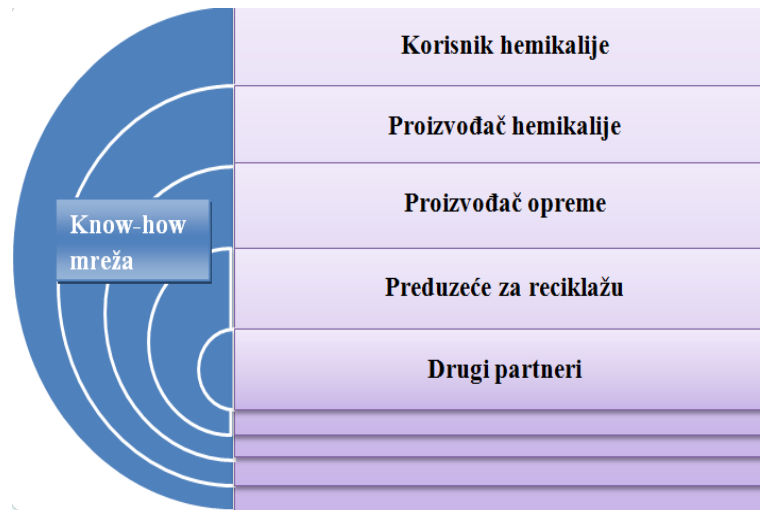 Korisnik hemikalije
Proizvođač hemikalije
Proizvođač opreme
Know-how
mreža
Preduzeće za reciklažu
Drugi partneri